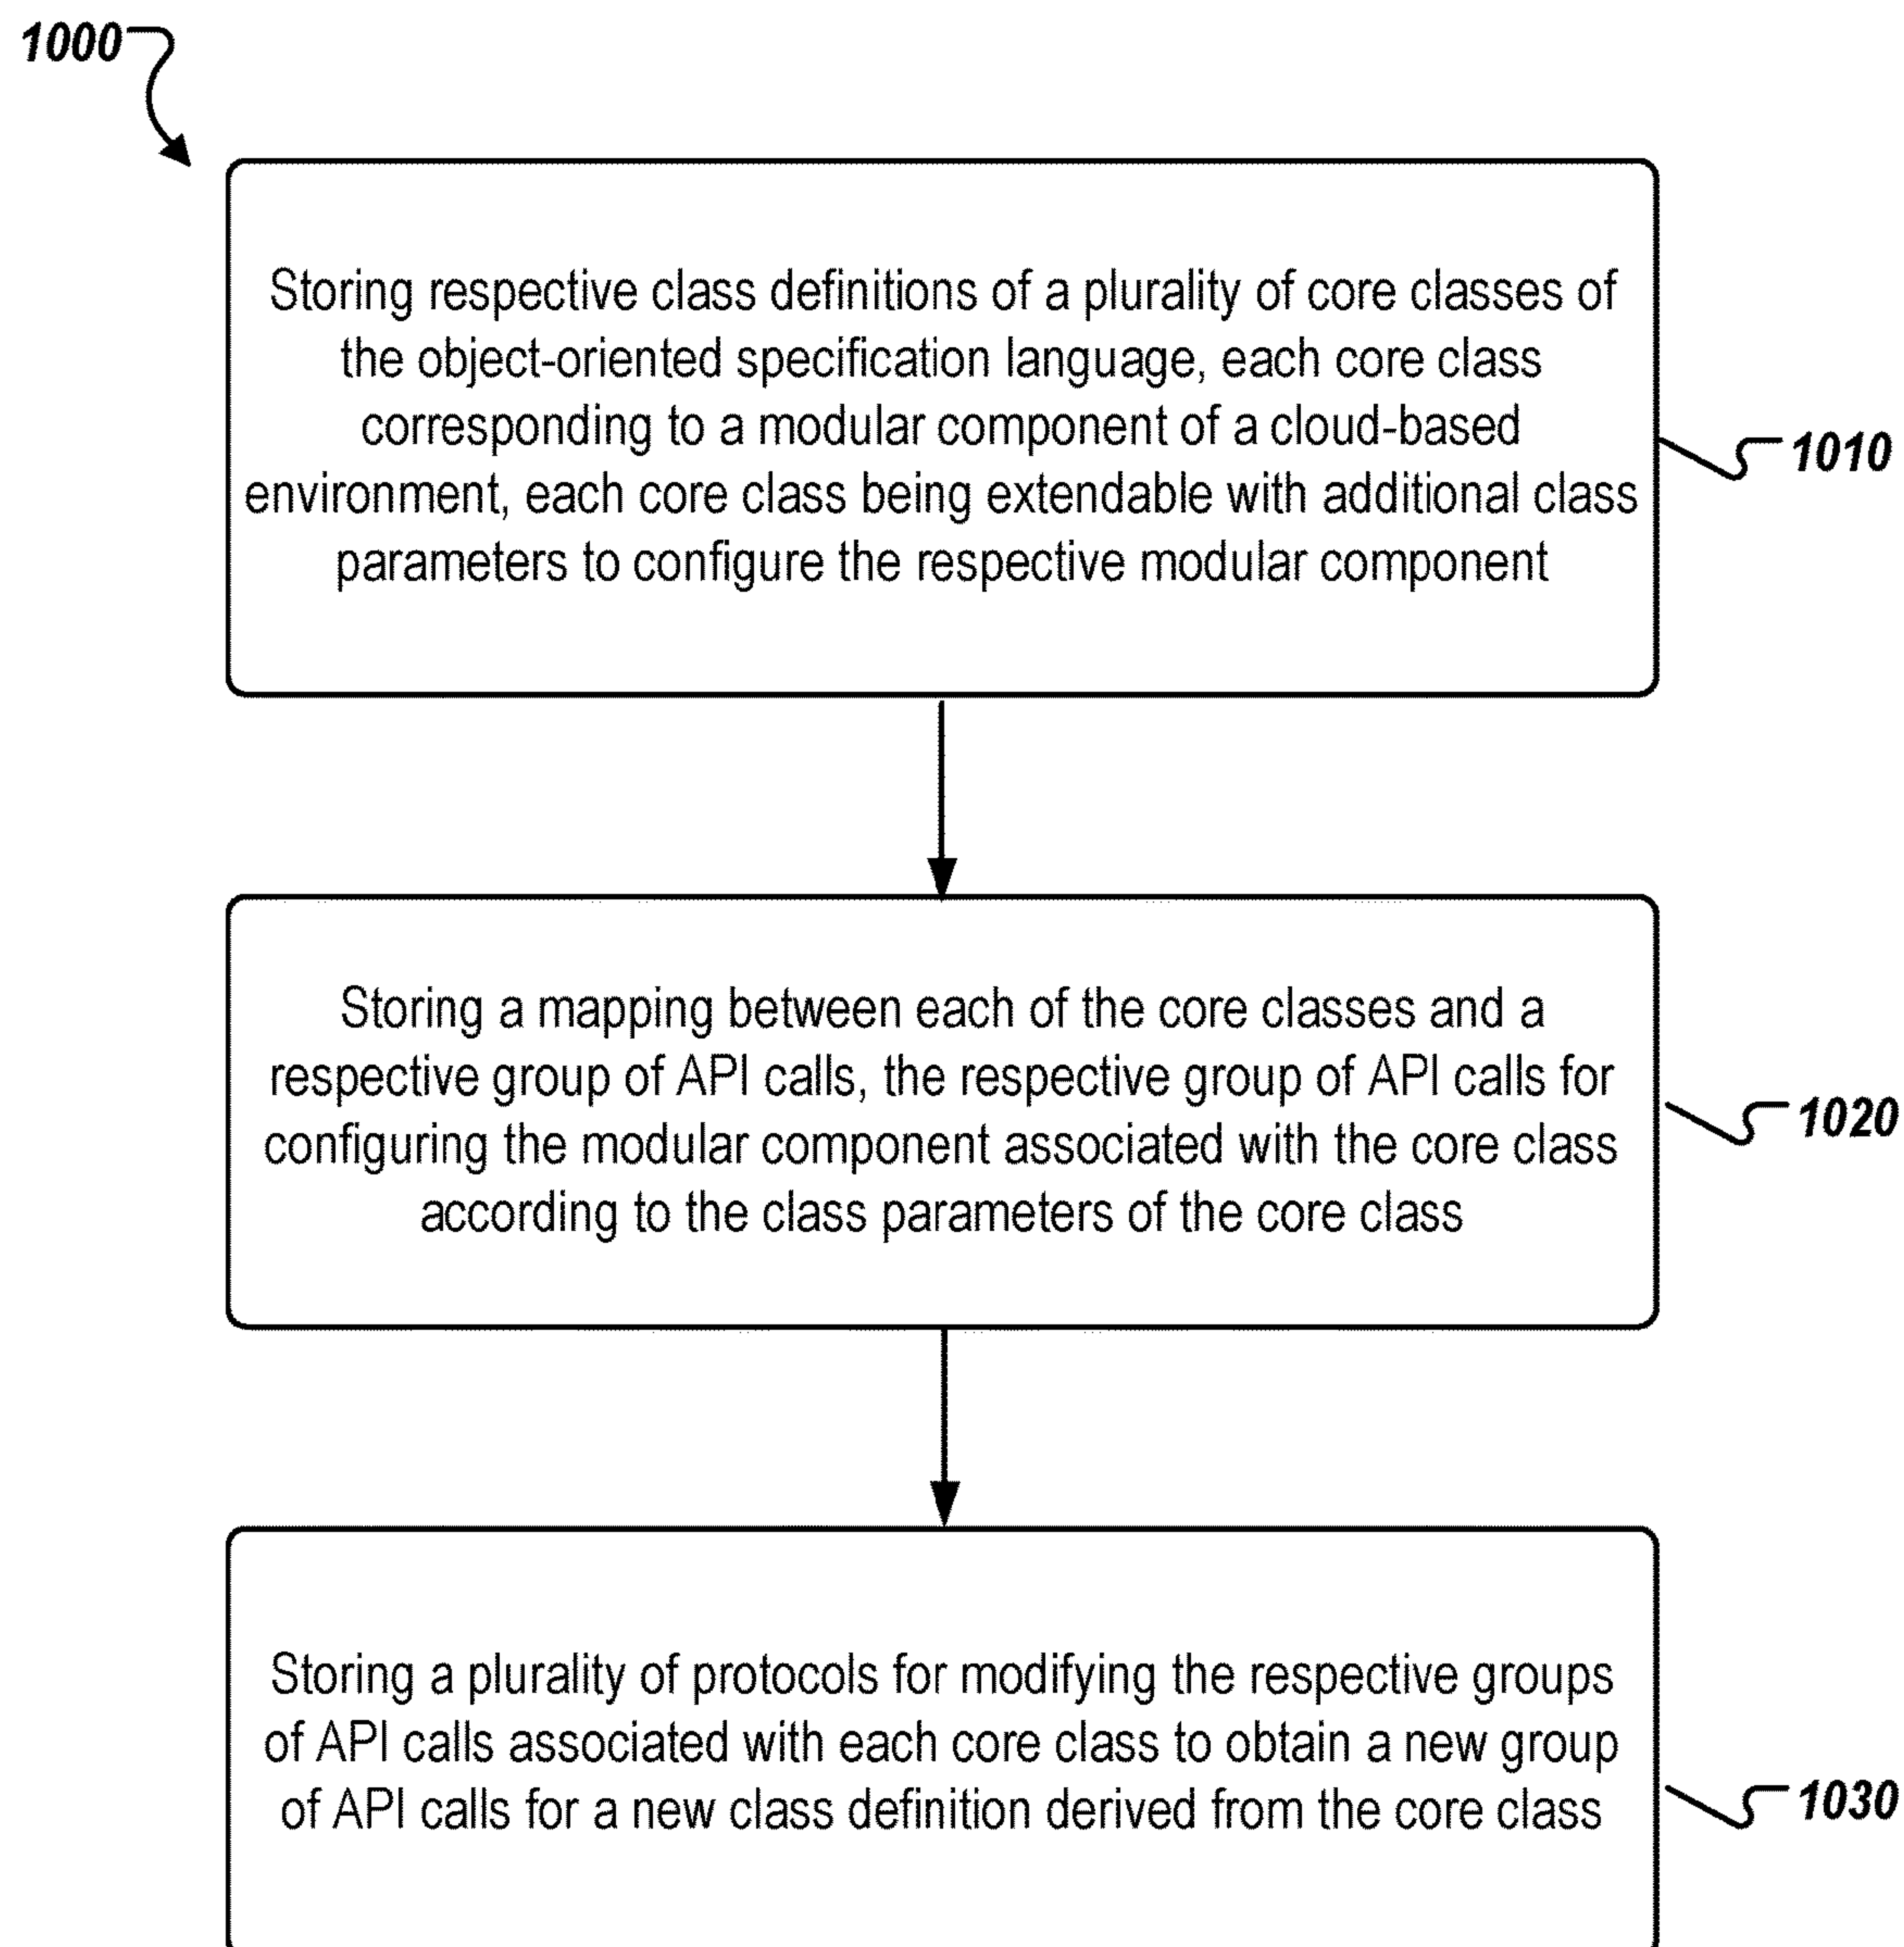 1000
Storing respective class definitions of a plurality of core classes of
the object-oriented specification language, each core class
corresponding to a modular component of a cloud-based
environment, each core class being extendable with additional class
parameters to configure the respective modular component
1010
Storing a mapping between each of the core classes and a
respective group of API calls, the respective group of API calls for
configuring the modular component associated with the core class
according to the class parameters of the core class
1020
Storing a plurality of protocols for modifying the respective groups
of API calls associated with each core class to obtain a new group
of API calls for a new class definition derived from the core class
1030